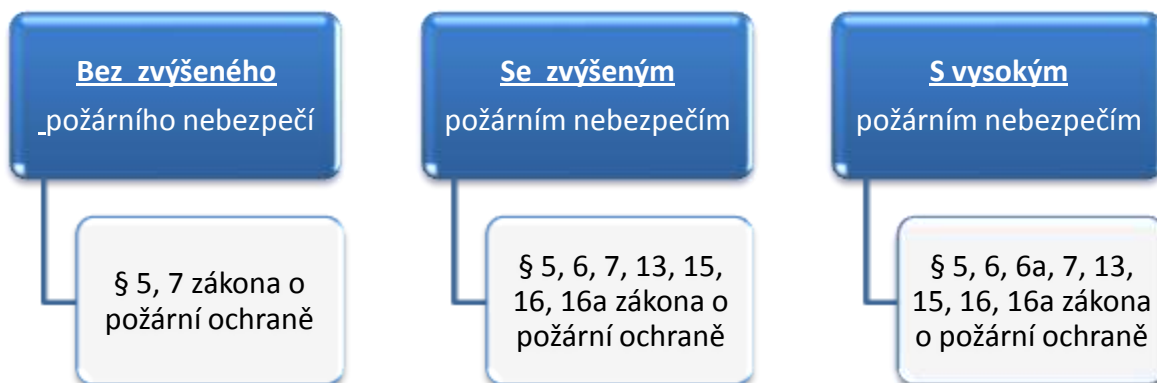 Bez zvýšeného
požárního nebezpečí
§ 5, 7 zákona o
požární ochraně
Se zvýšeným
požárním nebezpečím
§ 5, 6, 7, 13, 15,
16, 16a zákona o
požární ochraně
S vysokým
požárním nebezpečím
§ 5, 6, 6a, 7, 13,
15, 16, 16a zákona
o požární ochraně